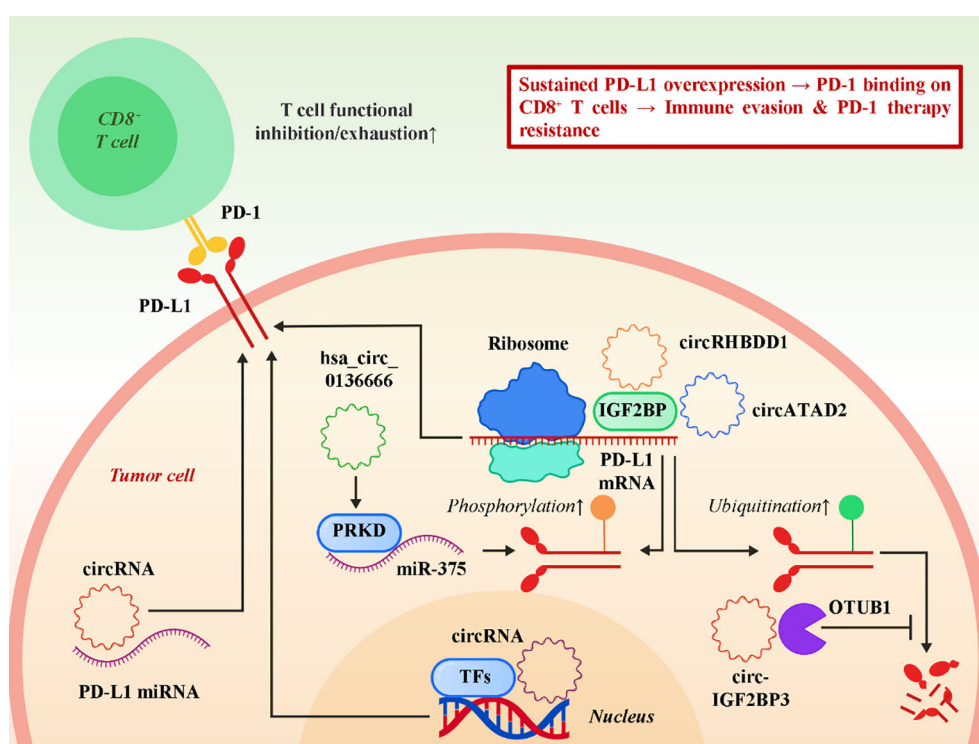 CD8⁻
T cell
T cell functional
inhibition/exhaustion↑
Sustained PD-L1 overexpression → PD-1 binding on
CD8⁺ T cells → Immune evasion & PD-1 therapy
resistance
PD-1
PD-L1
hsa_circ_
0136666
Ribosome
circRHBDD1
IGF2BP
circATAD2
PD-L1
mRNA
Tumor cell
Phosphorylation↑
Ubiquitination↑
PRKD
miR-375
circRNA
PD-L1 miRNA
circRNA
TFs
Nucleus
OTUB1
circ-
IGF2BP3